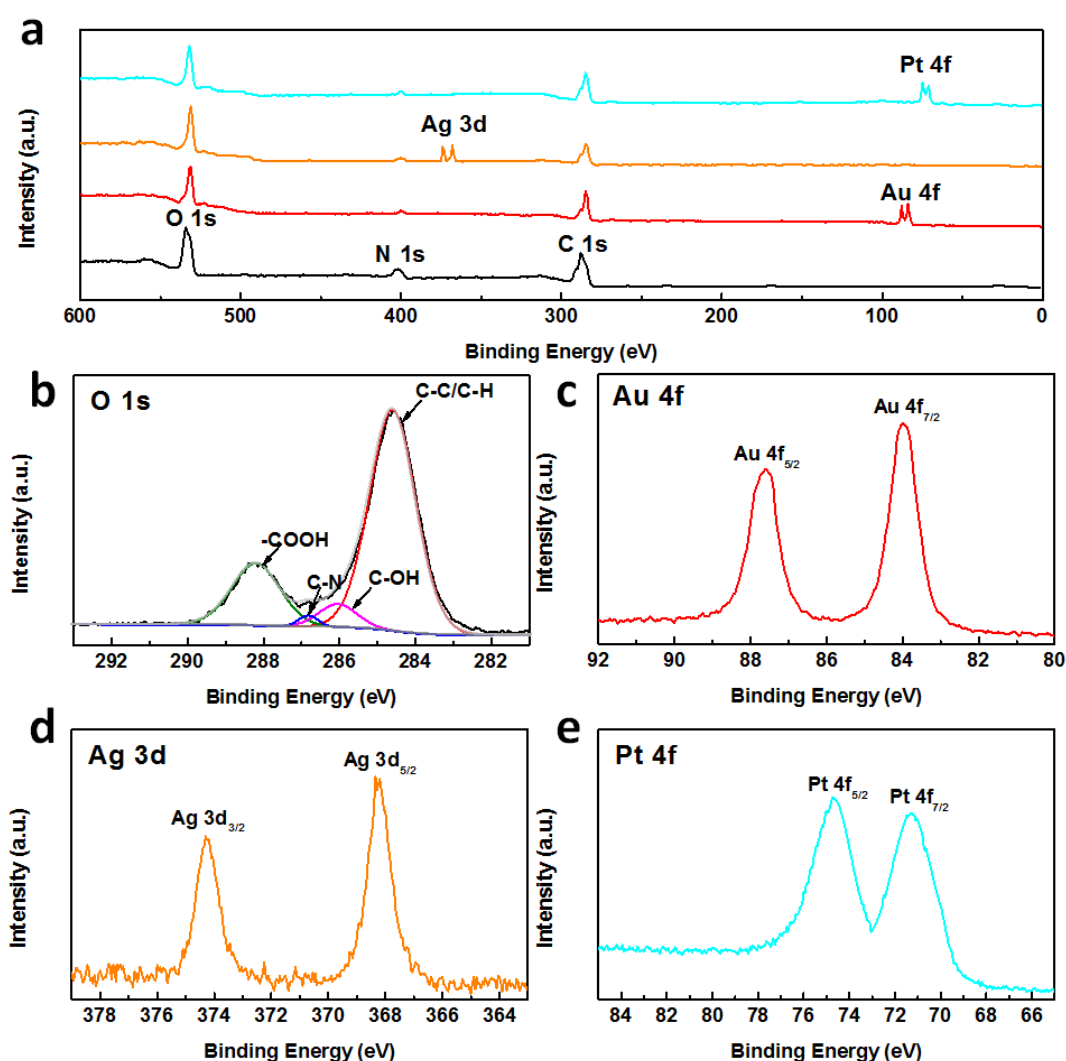 a
Pt 4f
Ag 3d
Au 4f
O 1s
N 1s
C 1s
Intensity (a.u.)
600 500 400 300 200 100 0
Binding Energy (eV)
b
O 1s
C-C/C-H
-COOH
C-N
C-OH
Intensity (a.u.)
292 290 288 286 284 282
Binding Energy (eV)
c
Au 4f
Au 4f7/2
Au 4f5/2
Intensity (a.u.)
92 90 88 86 84 82 80
Binding Energy (eV)
d
Ag 3d
Ag 3d5/2
Ag 3d3/2
Intensity (a.u.)
378 376 374 372 370 368 366 364
Binding Energy (eV)
e
Pt 4f
Pt 4f5/2
Pt 4f7/2
Intensity (a.u.)
84 82 80 78 76 74 72 70 68 66
Binding Energy (eV)